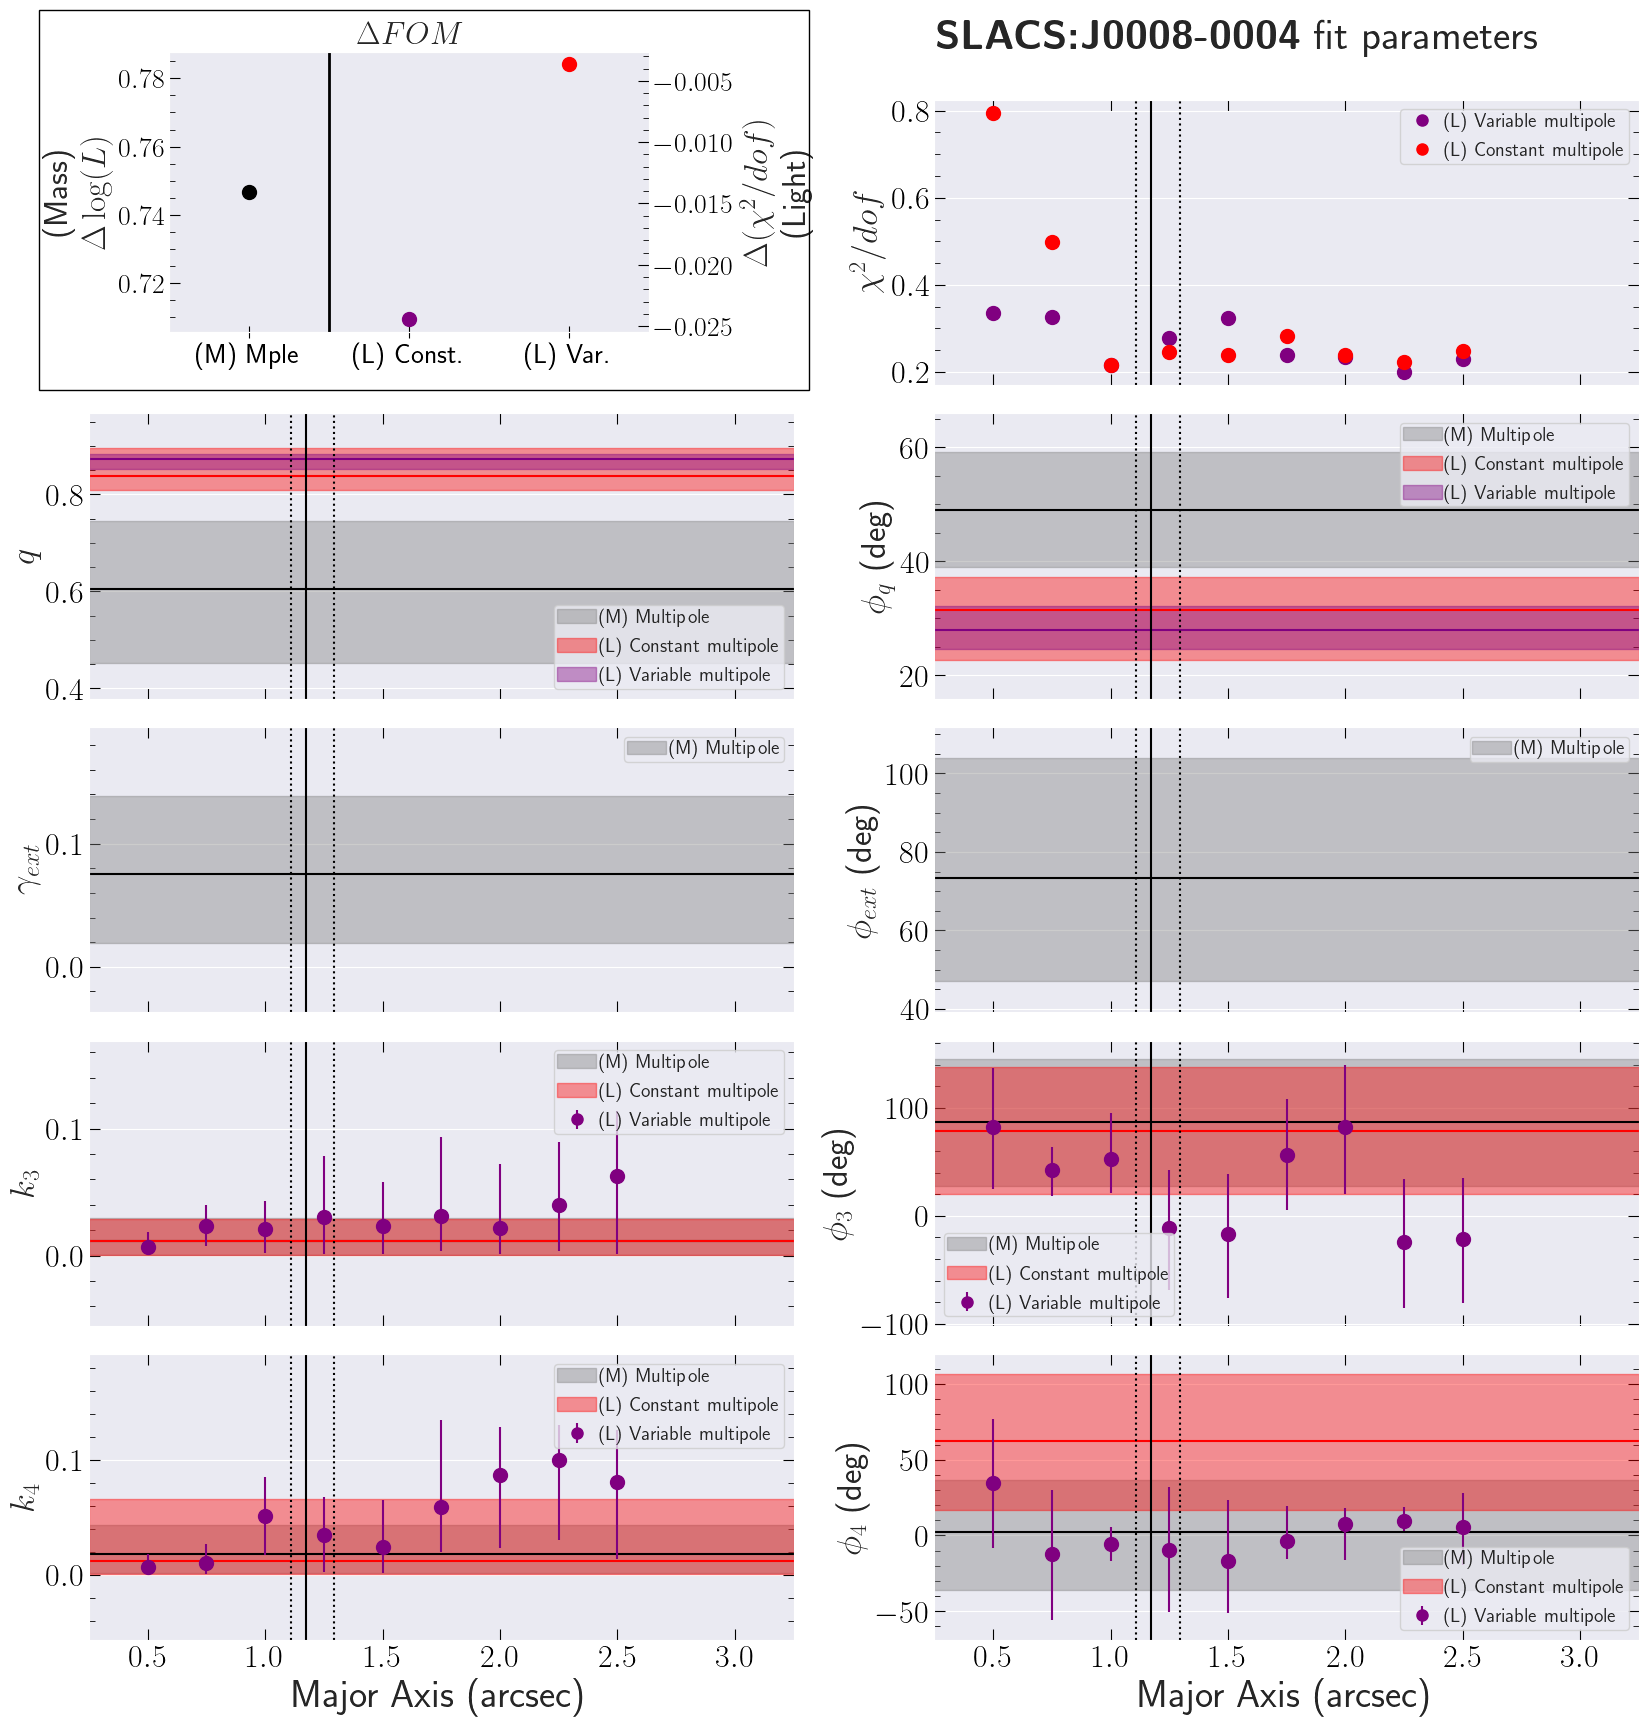 SLACS:J0008-0004 fit parameters
ΔFOM
(Mass)
Δ log(L)
0.78
0.76
0.74
0.72
−0.005
−0.010
−0.015
−0.020
−0.025
Δ(χ²/dof)
(Light)
(M) Mple (L) Const. (L) Var.
χ²/dof
0.8
0.6
0.4
0.2
(L) Variable multipole
(L) Constant multipole
q
0.8
0.6
0.4
(M) Multipole
(L) Constant multipole
(L) Variable multipole
ϕ_q (deg)
60
40
20
(M) Multipole
(L) Constant multipole
(L) Variable multipole
γ_ext
0.1
0.0
(M) Multipole
ϕ_ext (deg)
100
80
60
40
(M) Multipole
k₃
0.1
0.0
(M) Multipole
(L) Constant multipole
(L) Variable multipole
ϕ₃ (deg)
100
0
−100
(M) Multipole
(L) Constant multipole
(L) Variable multipole
k₄
0.1
0.0
(M) Multipole
(L) Constant multipole
(L) Variable multipole
0.5 1.0 1.5 2.0 2.5 3.0
Major Axis (arcsec)
ϕ₄ (deg)
100
50
0
−50
(M) Multipole
(L) Constant multipole
(L) Variable multipole
0.5 1.0 1.5 2.0 2.5 3.0
Major Axis (arcsec)